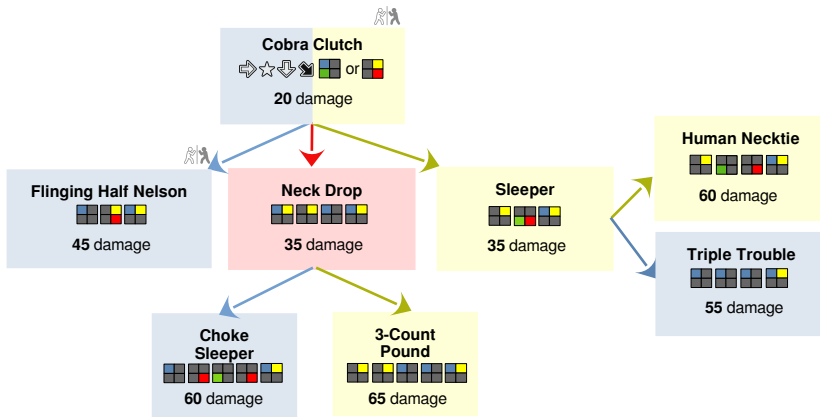 Cobra Clutch
or
20 damage
Flinging Half Nelson
45 damage
Neck Drop
35 damage
Sleeper
35 damage
Human Necktie
60 damage
Triple Trouble
55 damage
Choke
Sleeper
60 damage
3-Count
Pound
65 damage